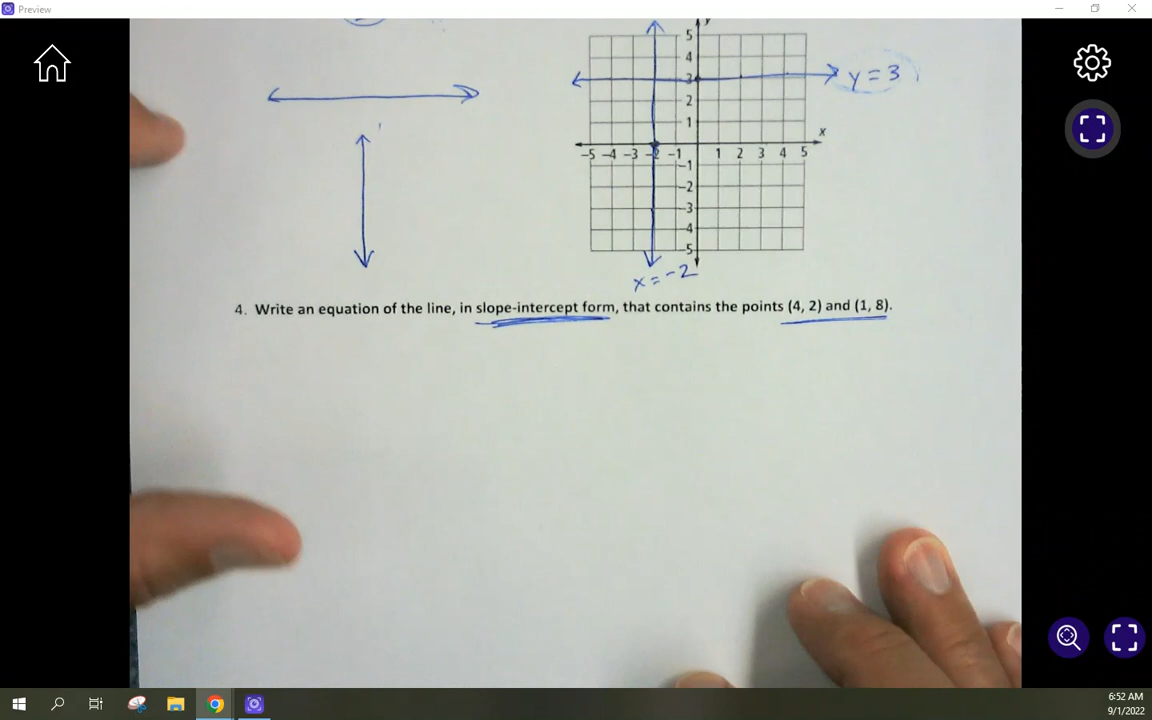 Preview
y
5
4
y = 3
3
2
1
x
-5 -4 -3 -2 -1 1 2 3 4 5
-1
-2
-3
-4
-5
x = -2
4. Write an equation of the line, in slope-intercept form, that contains the points (4, 2) and (1, 8).
6:52 AM
9/1/2022